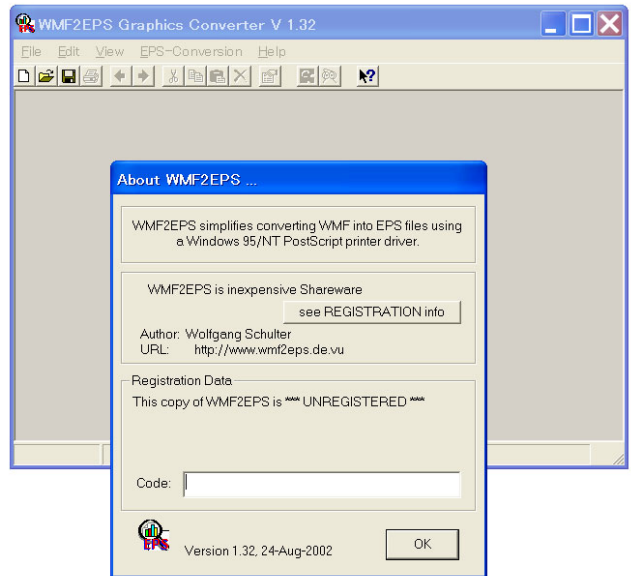 WMF2EPS Graphics Converter V 1.32
File Edit View EPS-Conversion Help
About WMF2EPS ...
WMF2EPS simplifies converting WMF into EPS files using
a Windows 95/NT PostScript printer driver.
WMF2EPS is inexpensive Shareware
see REGISTRATION info
Author: Wolfgang Schulter
URL: http://www.wmf2eps.de.vu
Registration Data
This copy of WMF2EPS is *** UNREGISTERED ***
Code:
EPS
Version 1.32, 24-Aug-2002
OK